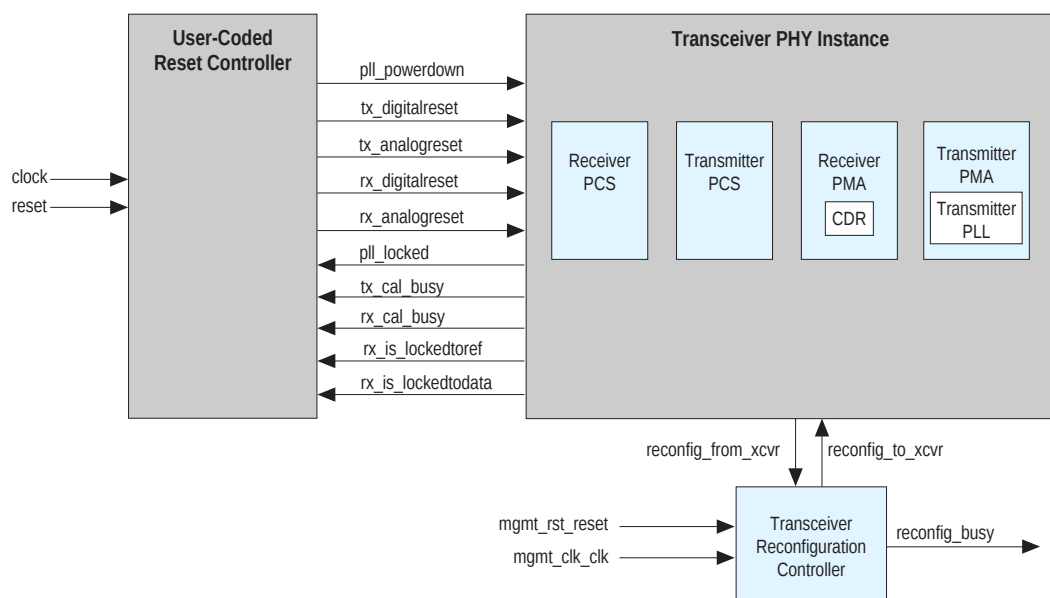 User-Coded
Reset Controller
Transceiver PHY Instance
pll_powerdown
tx_digitalreset
tx_analogreset
rx_digitalreset
rx_analogreset
pll_locked
tx_cal_busy
rx_cal_busy
rx_is_lockedtoref
rx_is_lockedtodata
clock
reset
Receiver
PCS
Transmitter
PCS
Receiver
PMA
CDR
Transmitter
PMA
Transmitter
PLL
reconfig_from_xcvr
reconfig_to_xcvr
mgmt_rst_reset
mgmt_clk_clk
Transceiver
Reconfiguration
Controller
reconfig_busy